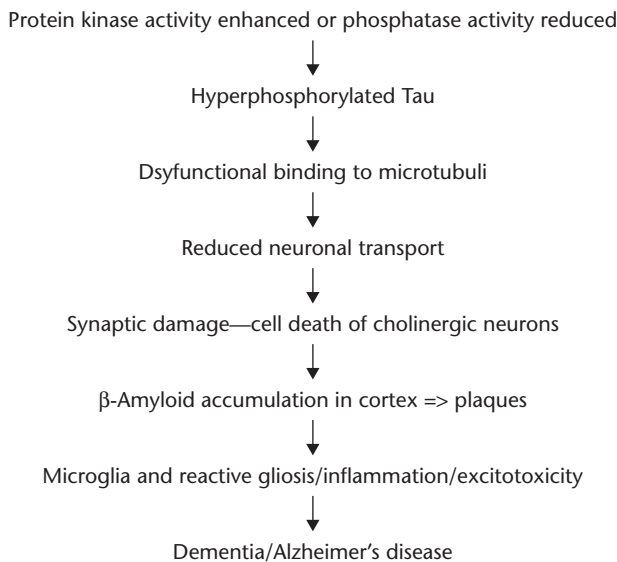 Protein kinase activity enhanced or phosphatase activity reduced
Hyperphosphorylated Tau
Dsyfunctional binding to microtubuli
Reduced neuronal transport
Synaptic damage—cell death of cholinergic neurons
β-Amyloid accumulation in cortex => plaques
Microglia and reactive gliosis/inflammation/excitotoxicity
Dementia/Alzheimer's disease